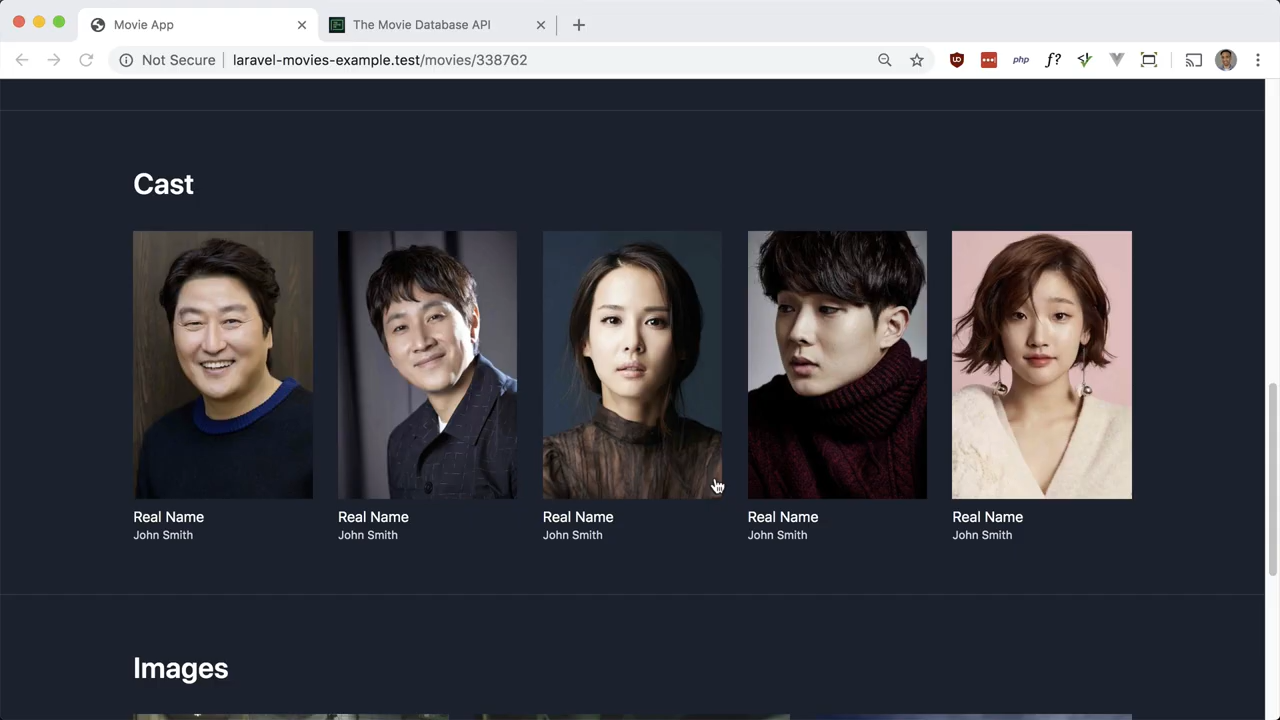 Movie App
The Movie Database API
Not Secure
laravel-movies-example.test/movies/338762
php
f?
Cast
Real Name
John Smith
Real Name
John Smith
Real Name
John Smith
Real Name
John Smith
Real Name
John Smith
Images